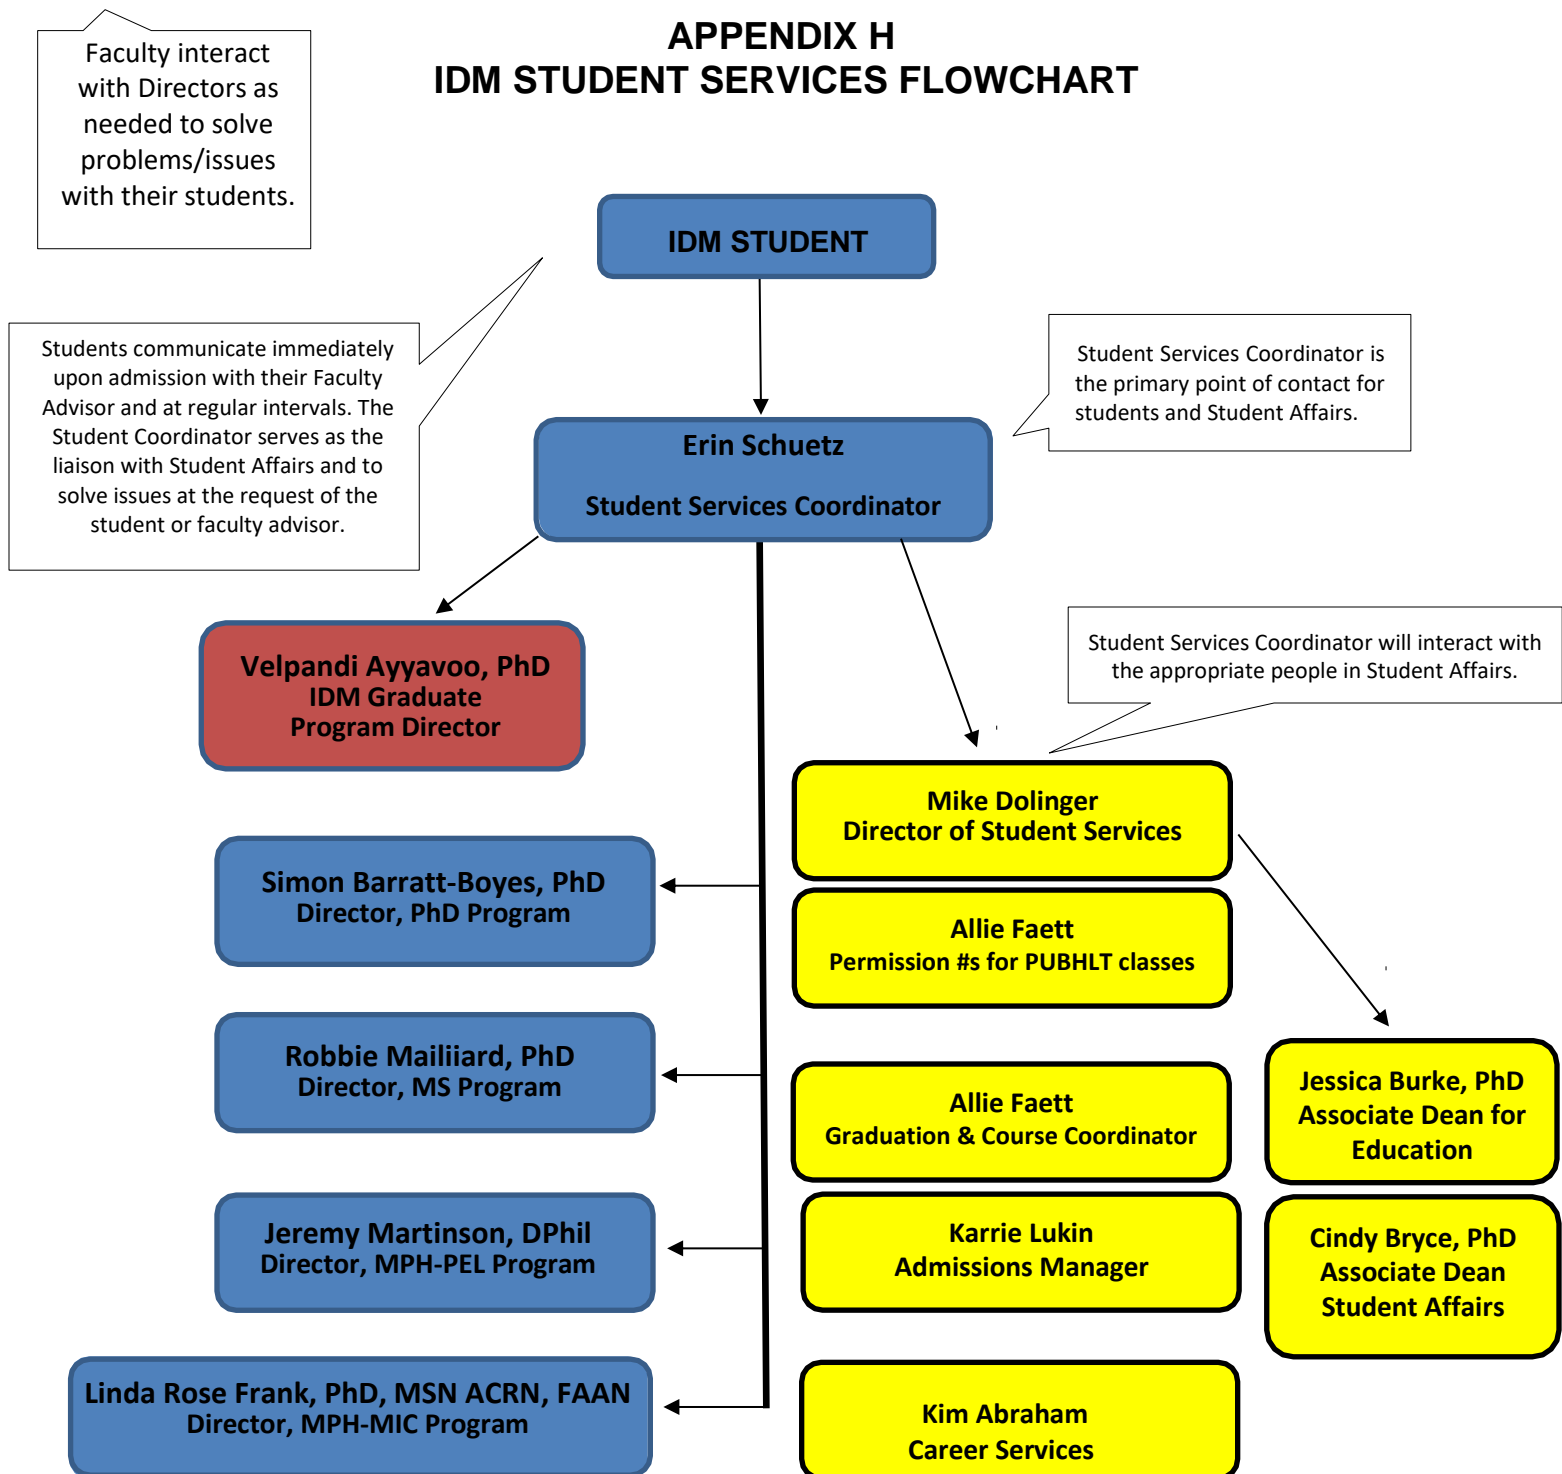 APPENDIX H
IDM STUDENT SERVICES FLOWCHART
Faculty interact
with Directors as
needed to solve
problems/issues
with their students.
IDM STUDENT
Students communicate immediately
upon admission with their Faculty
Advisor and at regular intervals. The
Student Coordinator serves as the
liaison with Student Affairs and to
solve issues at the request of the
student or faculty advisor.
Student Services Coordinator is
the primary point of contact for
students and Student Affairs.
Erin Schuetz
Student Services Coordinator
Student Services Coordinator will interact with
the appropriate people in Student Affairs.
Velpandi Ayyavoo, PhD
IDM Graduate
Program Director
Mike Dolinger
Director of Student Services
Simon Barratt-Boyes, PhD
Director, PhD Program
Allie Faett
Permission #s for PUBHLT classes
Robbie Mailiiard, PhD
Director, MS Program
Allie Faett
Graduation & Course Coordinator
Jessica Burke, PhD
Associate Dean for
Education
Jeremy Martinson, DPhil
Director, MPH-PEL Program
Karrie Lukin
Admissions Manager
Cindy Bryce, PhD
Associate Dean
Student Affairs
Linda Rose Frank, PhD, MSN ACRN, FAAN
Director, MPH-MIC Program
Kim Abraham
Career Services